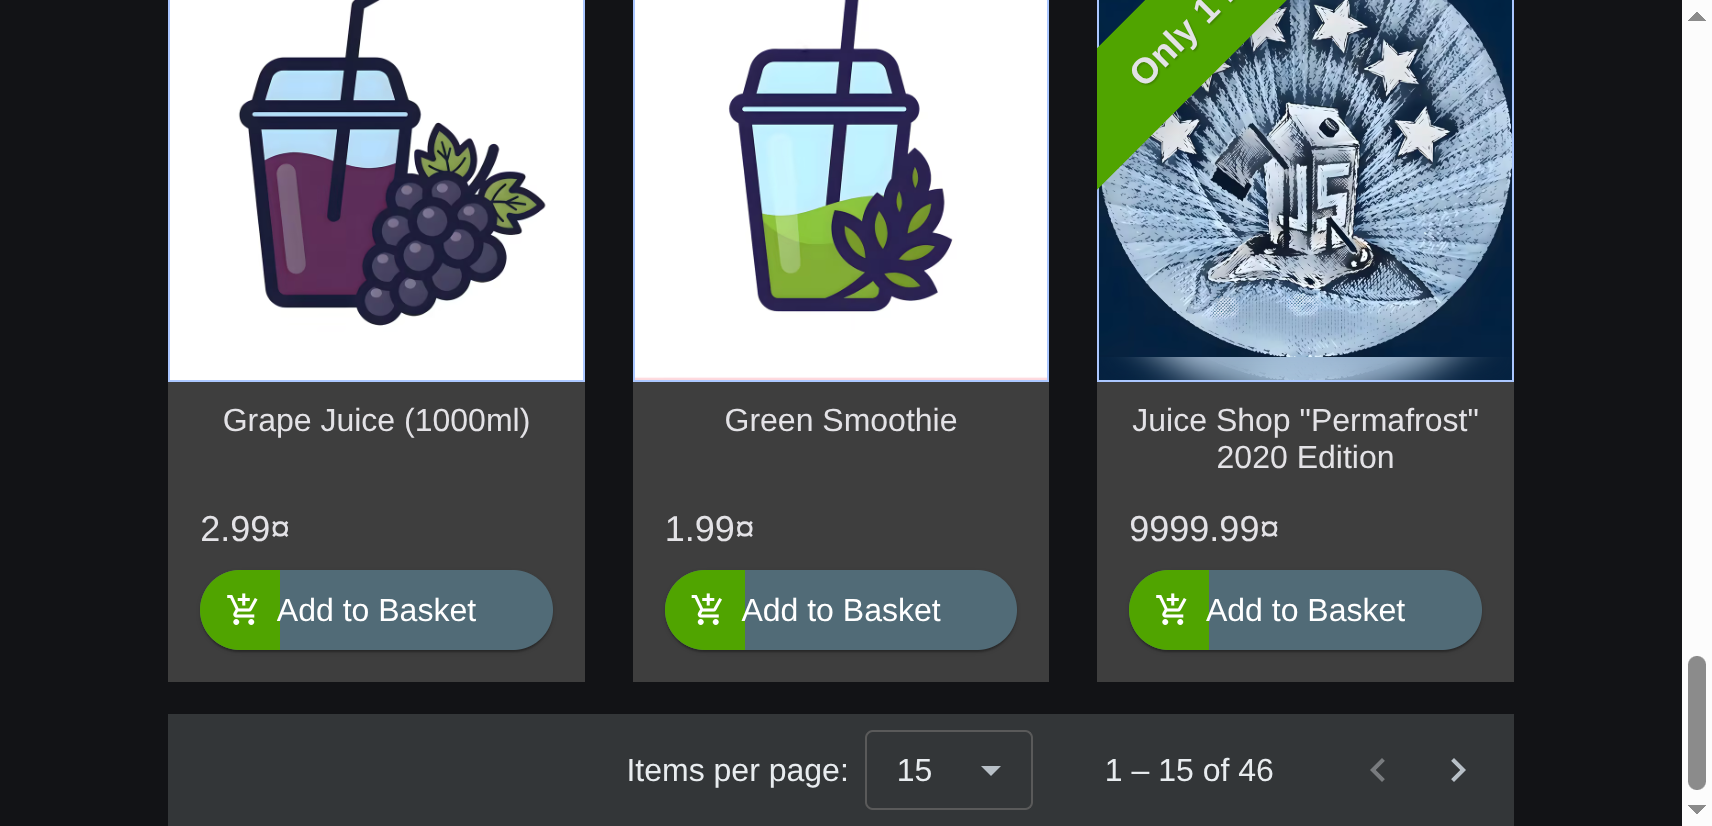 Only 1
JS
Grape Juice (1000ml)
Green Smoothie
Juice Shop "Permafrost"
2020 Edition
2.99¤
1.99¤
9999.99¤
Add to Basket
Add to Basket
Add to Basket
Items per page:
15
1 – 15 of 46